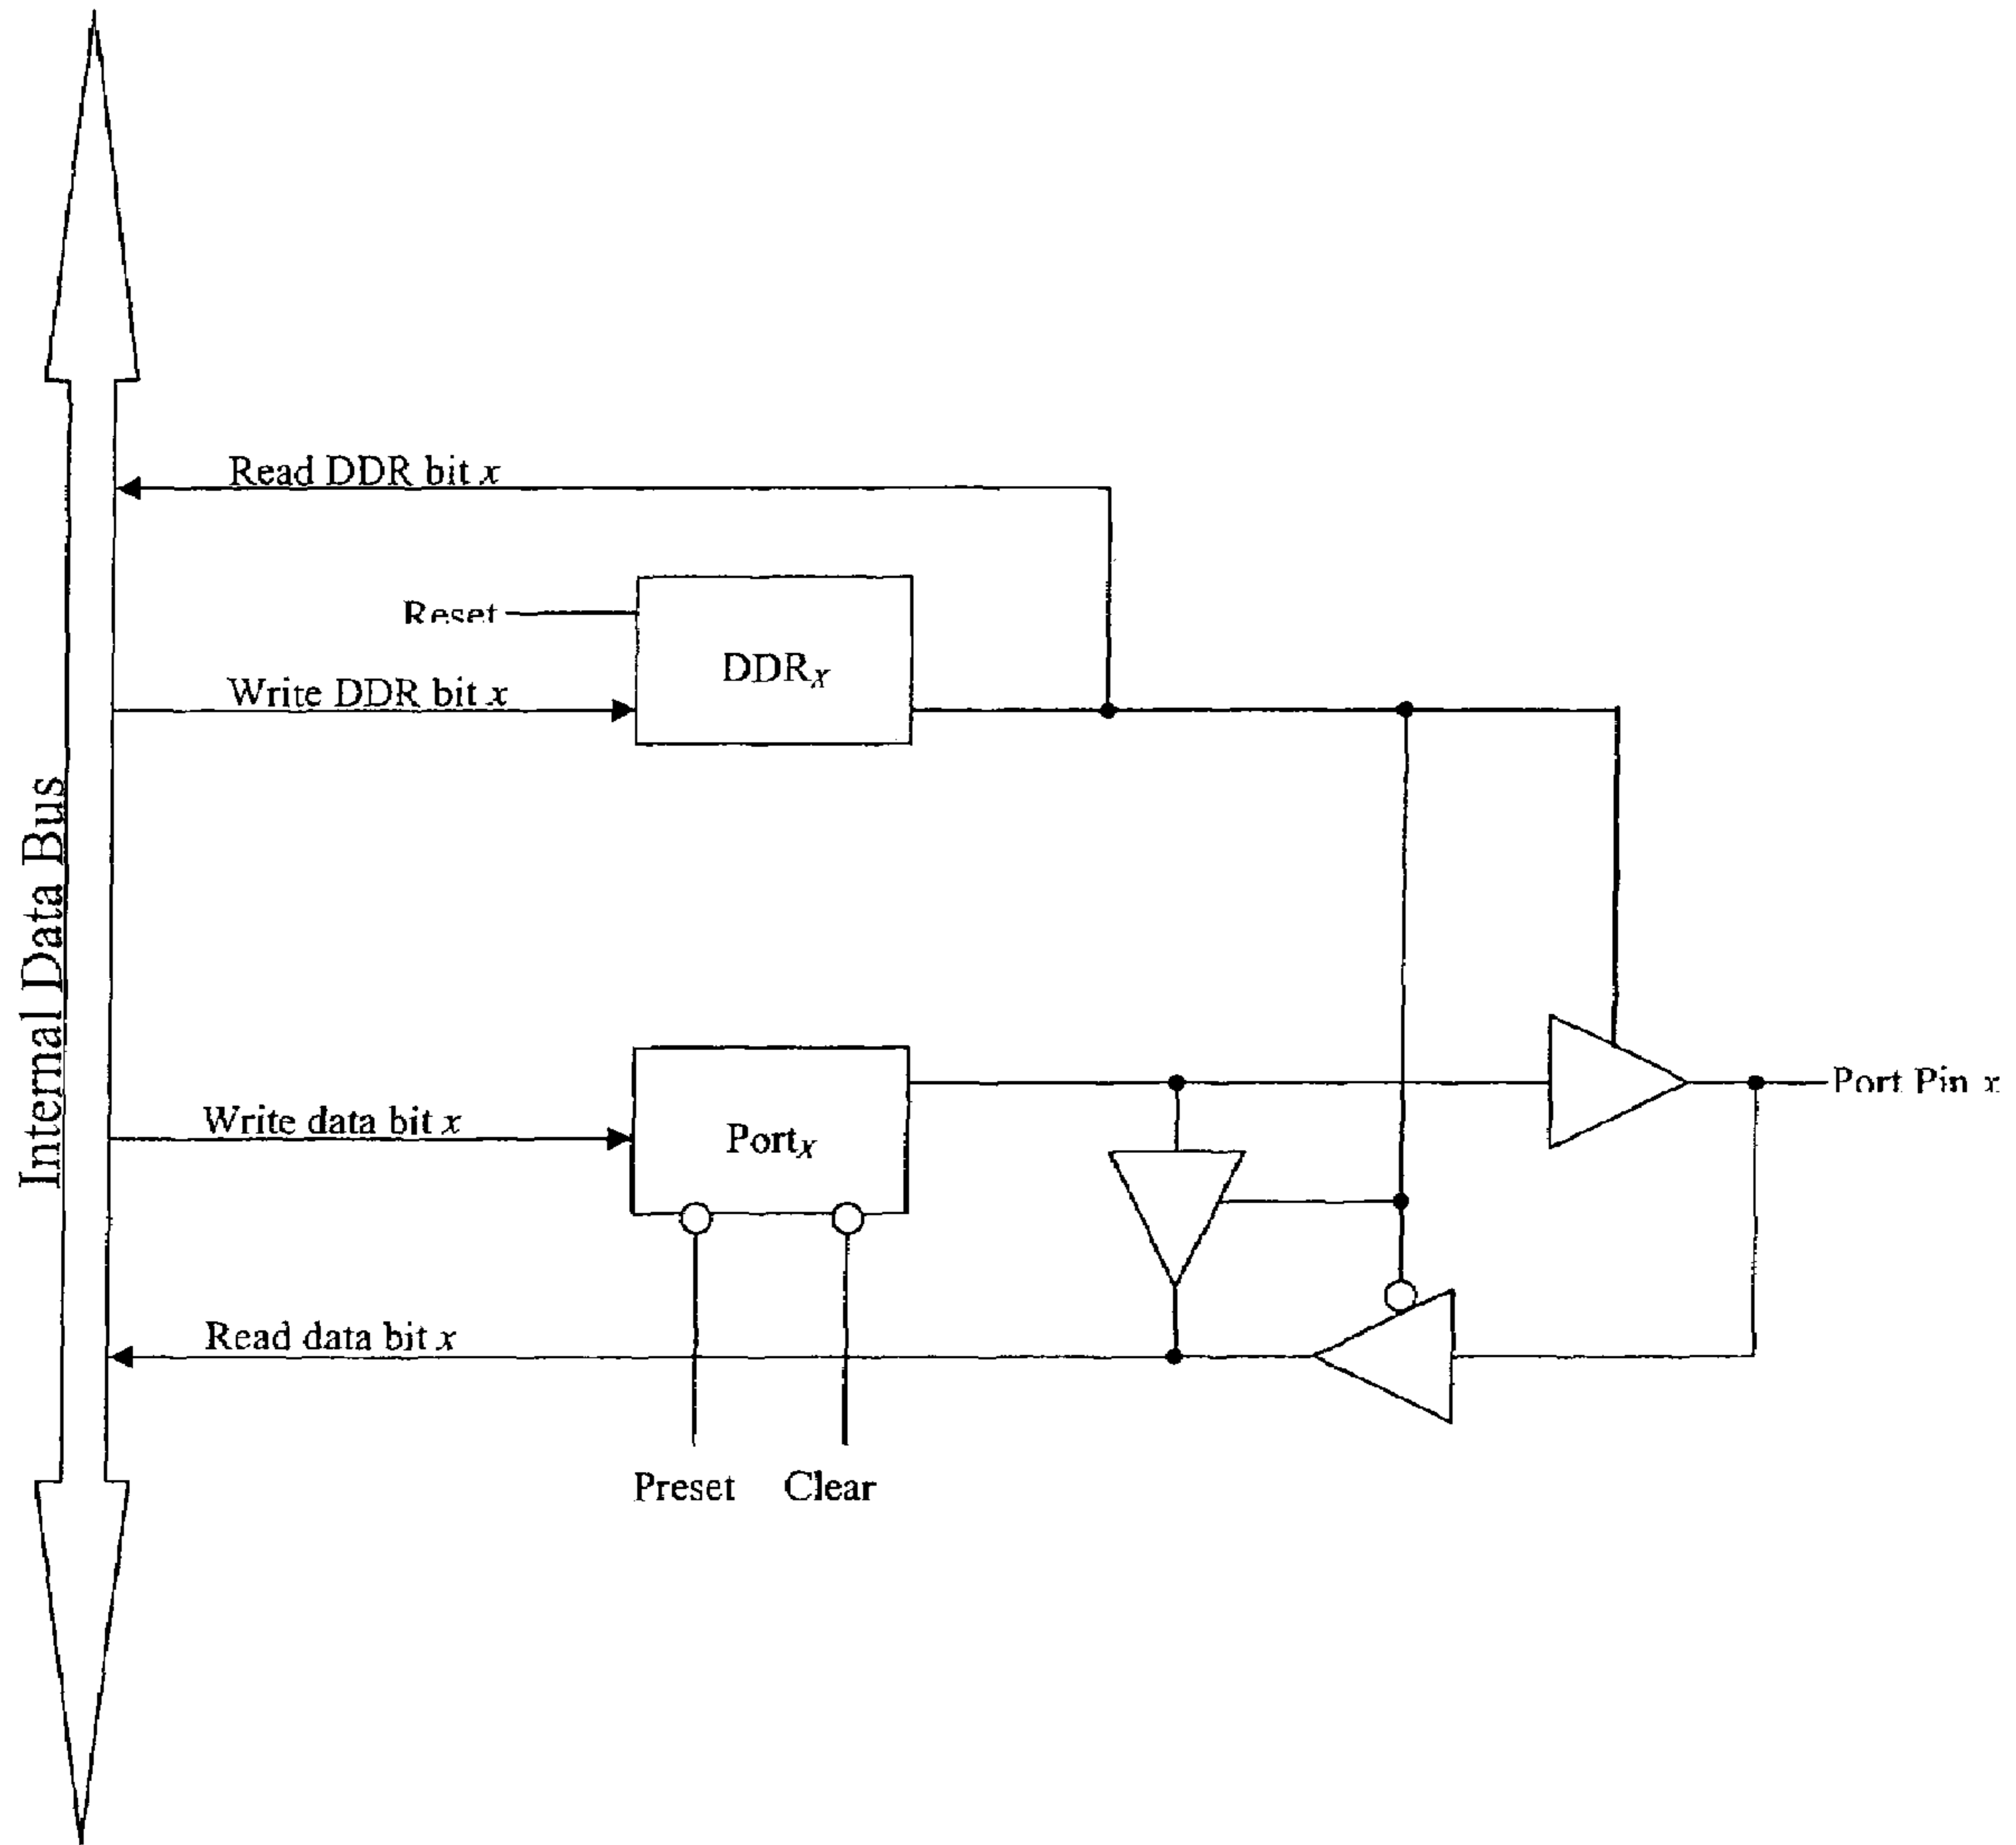 Read DDR bit x
Reset
DDRx
Write DDR bit x
Internal Data Bus
Port Pin x
Write data bit x
Portx
Read data bit x
Preset
Clear